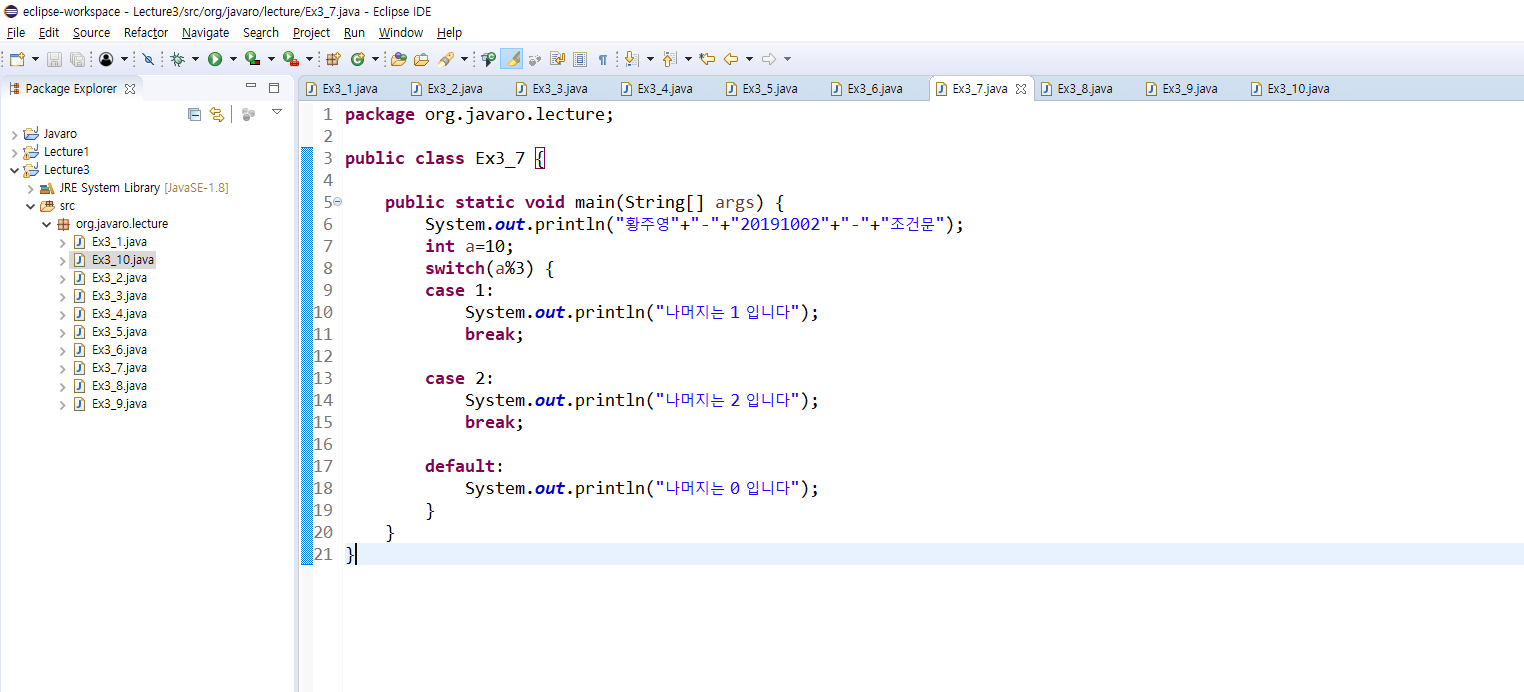 eclipse-workspace - Lecture3/src/org/javaro/lecture/Ex3_7.java - Eclipse IDE
File Edit Source Refactor Navigate Search Project Run Window Help
Package Explorer
Javaro
Lecture1
Lecture3
JRE System Library [JavaSE-1.8]
src
org.javaro.lecture
Ex3_1.java
Ex3_10.java
Ex3_2.java
Ex3_3.java
Ex3_4.java
Ex3_5.java
Ex3_6.java
Ex3_7.java
Ex3_8.java
Ex3_9.java
Ex3_1.java Ex3_2.java Ex3_3.java Ex3_4.java Ex3_5.java Ex3_6.java Ex3_7.java Ex3_8.java Ex3_9.java Ex3_10.java
1 package org.javaro.lecture;
2
3 public class Ex3_7 {
4
5 public static void main(String[] args) {
6 System.out.println("황주영"+"-"+"20191002"+"-"+"조건문");
7 int a=10;
8 switch(a%3) {
9 case 1:
10 System.out.println("나머지는 1 입니다");
11 break;
12
13 case 2:
14 System.out.println("나머지는 2 입니다");
15 break;
16
17 default:
18 System.out.println("나머지는 0 입니다");
19 }
20 }
21 }